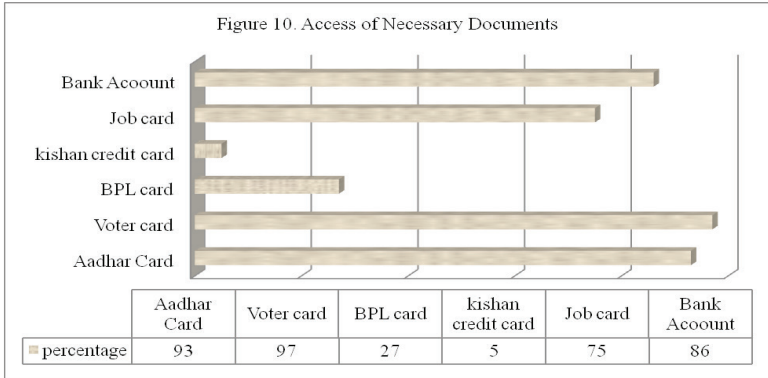 Figure 10. Access of Necessary Documents
Bank Acoount
Job card
kishan credit card
BPL card
Voter card
Aadhar Card
Aadhar Card Voter card BPL card kishan credit card Job card Bank Acoount
percentage 93 97 27 5 75 86